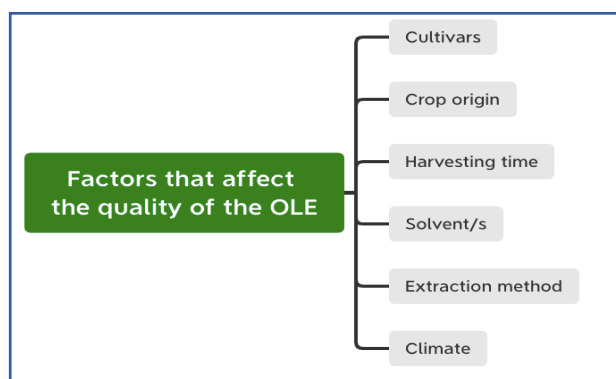 Factors that affect
the quality of the OLE
Cultivars
Crop origin
Harvesting time
Solvent/s
Extraction method
Climate